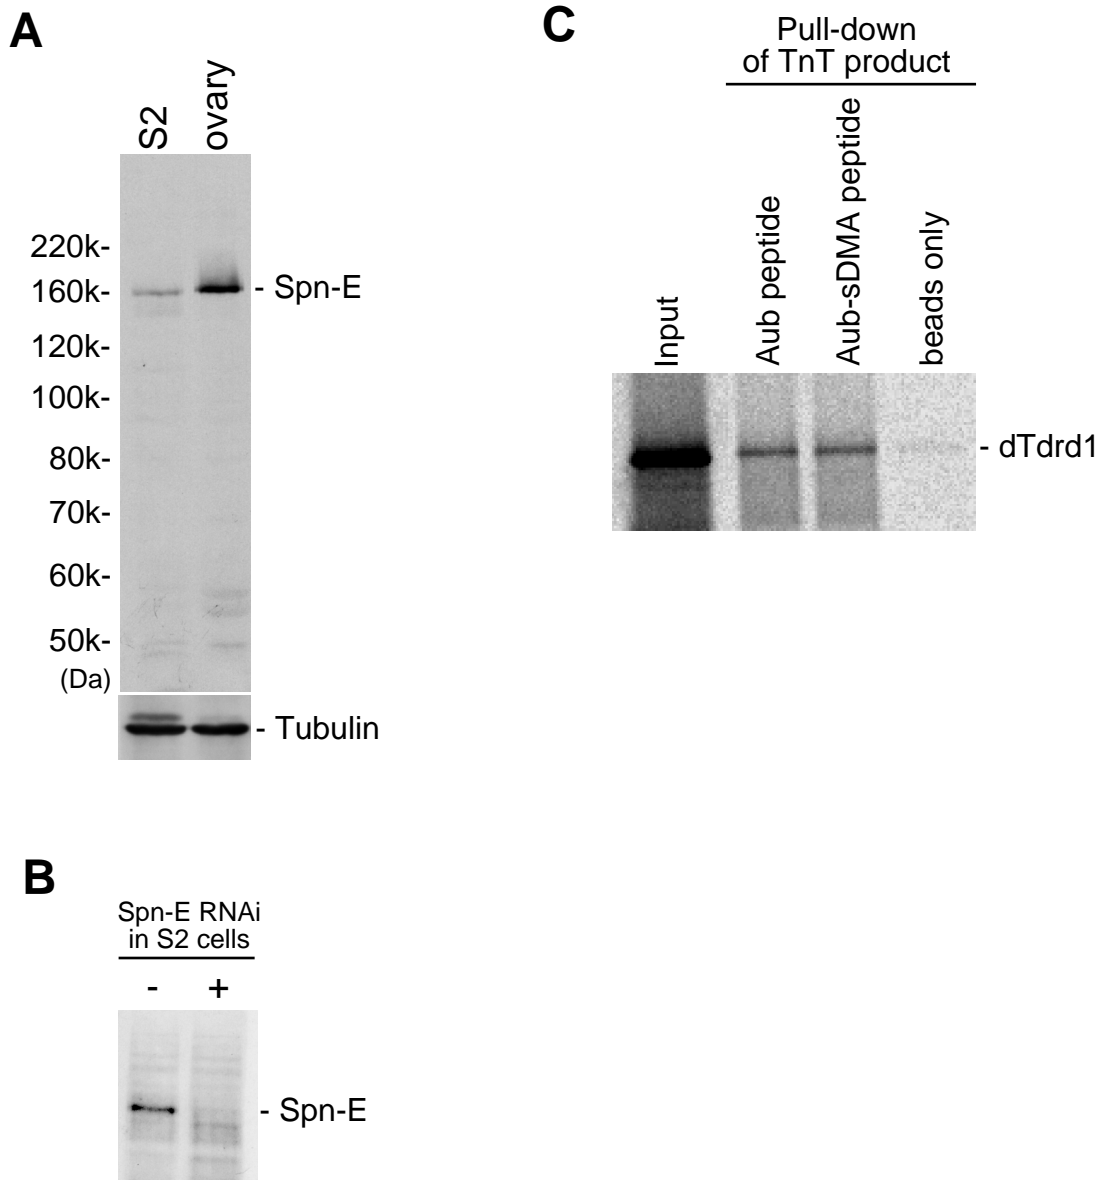 A
S2
ovary
220k-
160k-
120k-
100k-
80k-
70k-
60k-
50k-
(Da)
- Spn-E
- Tubulin
B
Spn-E RNAi
in S2 cells
- +
- Spn-E
C
Pull-down
of TnT product
Input
Aub peptide
Aub-sDMA peptide
beads only
- dTdrd1